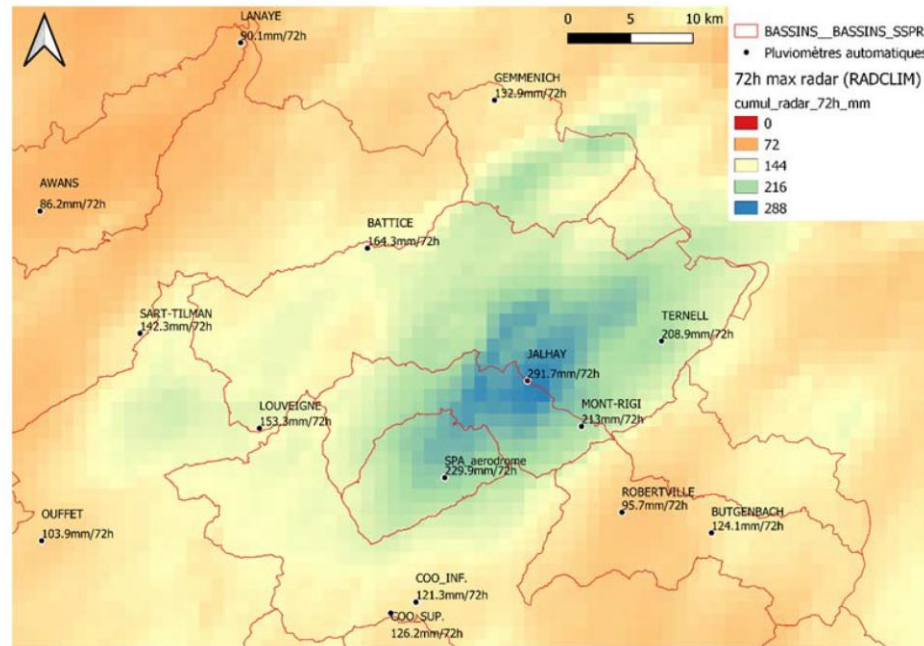 LANAYE
90.1mm/72h
0 5 10 km
BASSINS__BASSINS_SSPR
Pluviomètres automatiques
72h max radar (RADCLIM)
cumul_radar_72h_mm
0
72
144
216
288
GEMMENICH
132.9mm/72h
AWANS
86.2mm/72h
BATTICE
164.3mm/72h
SART-TILMAN
142.3mm/72h
TERNELL
208.9mm/72h
JALHAY
291.7mm/72h
LOUVEIGNE
153.3mm/72h
MONT-RIGI
213mm/72h
SPA_aerodrome
229.9mm/72h
ROBERTVILLE
95.7mm/72h
BUTGENBACH
124.1mm/72h
OUFFET
103.9mm/72h
COO_INF.
121.3mm/72h
COO_SUP.
126.2mm/72h